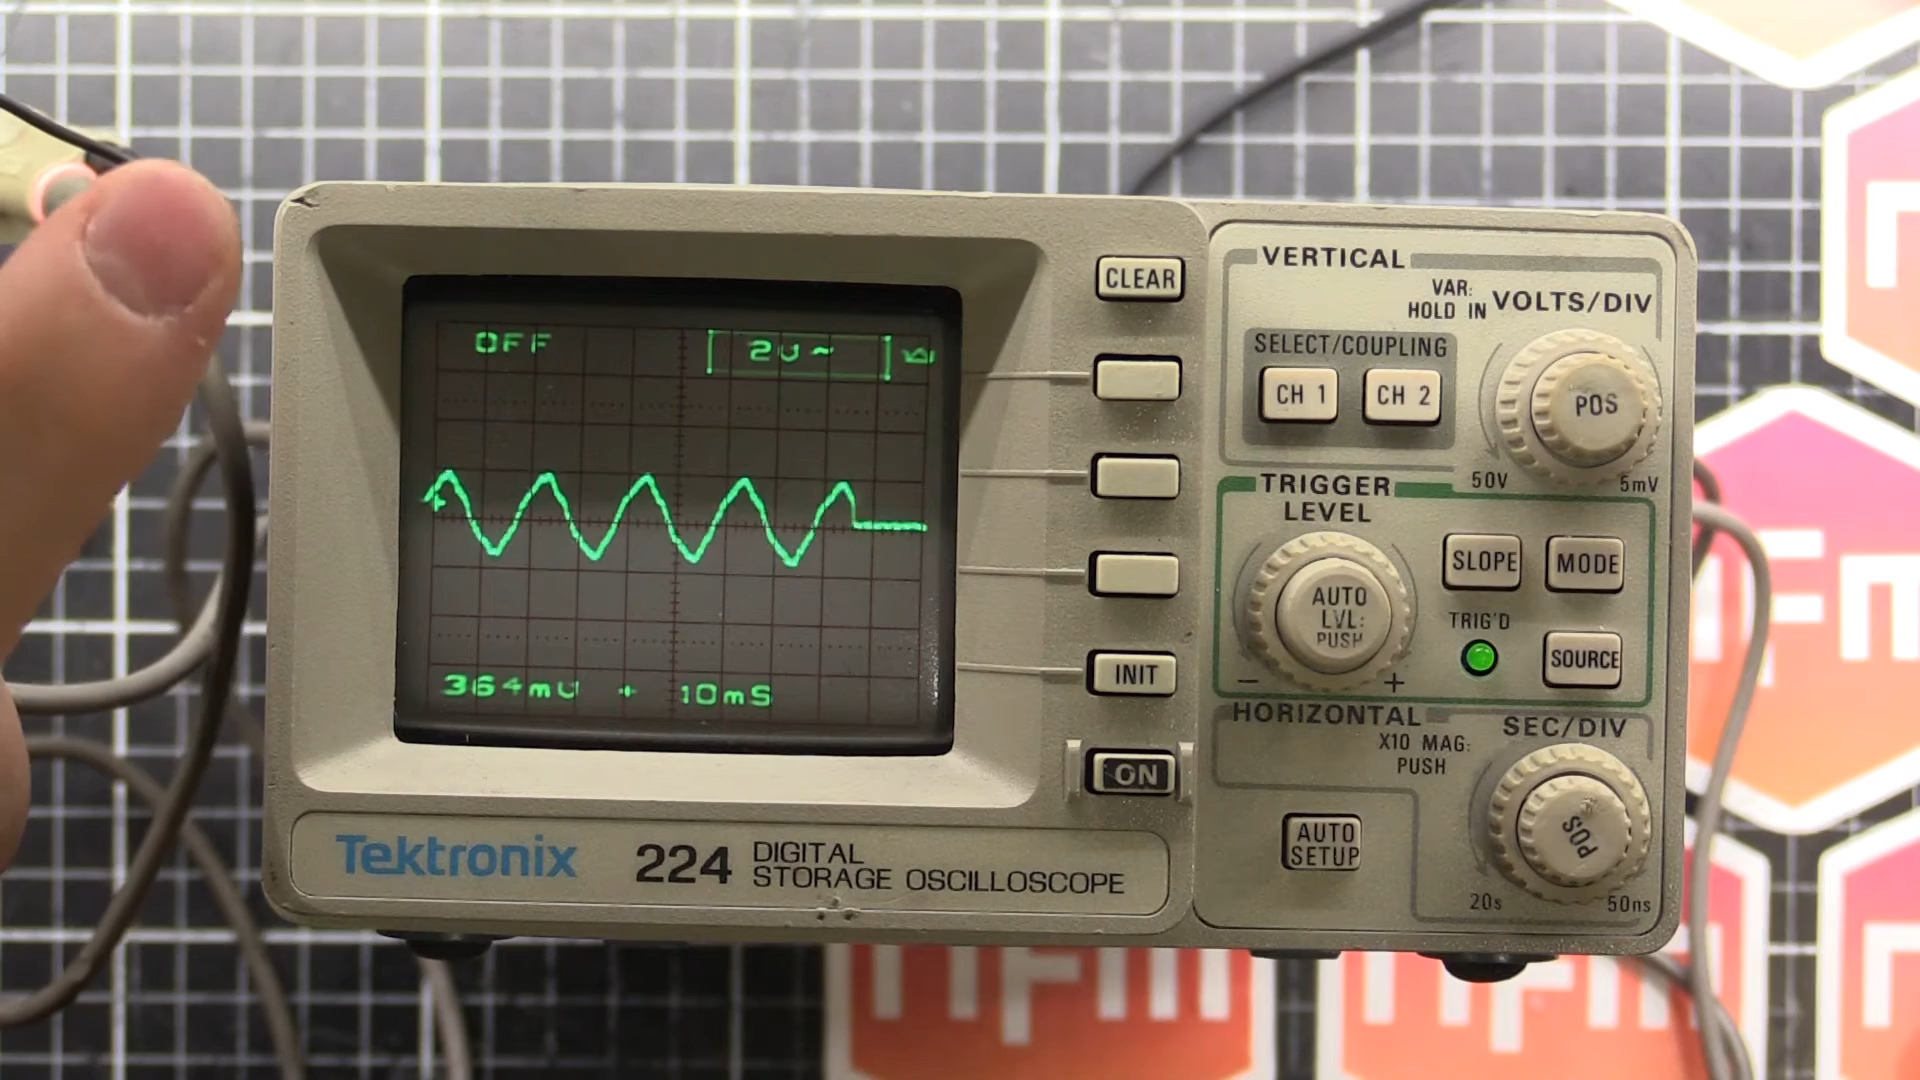 OFF
2V~
364mV + 10mS
CLEAR
INIT
ON
Tektronix 224 DIGITAL
STORAGE OSCILLOSCOPE
VERTICAL
VAR:
HOLD IN
VOLTS/DIV
SELECT/COUPLING
CH 1
CH 2
POS
50V
5mV
TRIGGER
LEVEL
AUTO
LVL:
PUSH
- +
SLOPE
MODE
TRIG'D
SOURCE
HORIZONTAL
X10 MAG:
PUSH
SEC/DIV
AUTO
SETUP
POS
20s
50ns